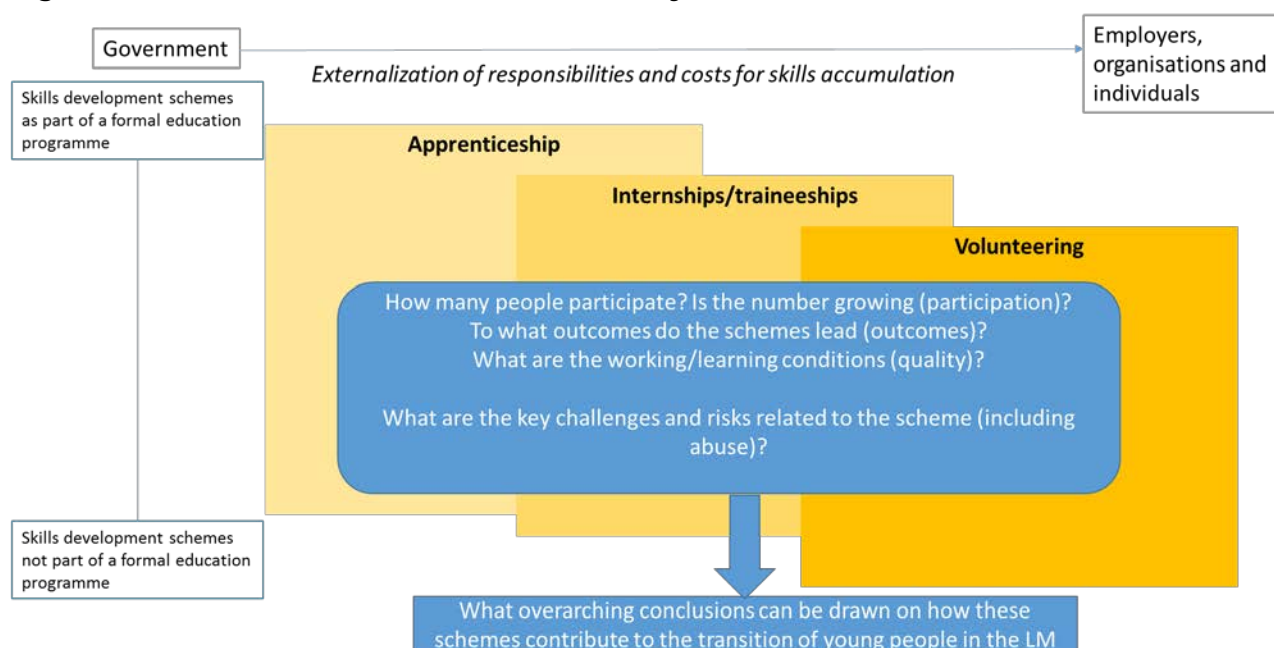 Government
Employers,
organisations and
individuals
Externalization of responsibilities and costs for skills accumulation
Skills development schemes
as part of a formal education
programme
Apprenticeship
Internships/traineeships
Volunteering
How many people participate? Is the number growing (participation)?
To what outcomes do the schemes lead (outcomes)?
What are the working/learning conditions (quality)?
What are the key challenges and risks related to the scheme (including
abuse)?
Skills development schemes
not part of a formal education
programme
What overarching conclusions can be drawn on how these
schemes contribute to the transition of young people in the LM